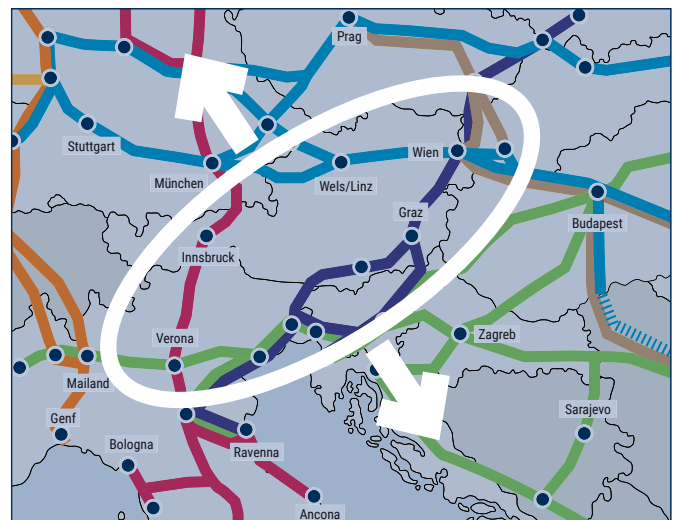 Prag
Stuttgart
Wien
München
Wels/Linz
Graz
Budapest
Innsbruck
Verona
Zagreb
Mailand
Genf
Sarajevo
Bologna
Ravenna
Ancona